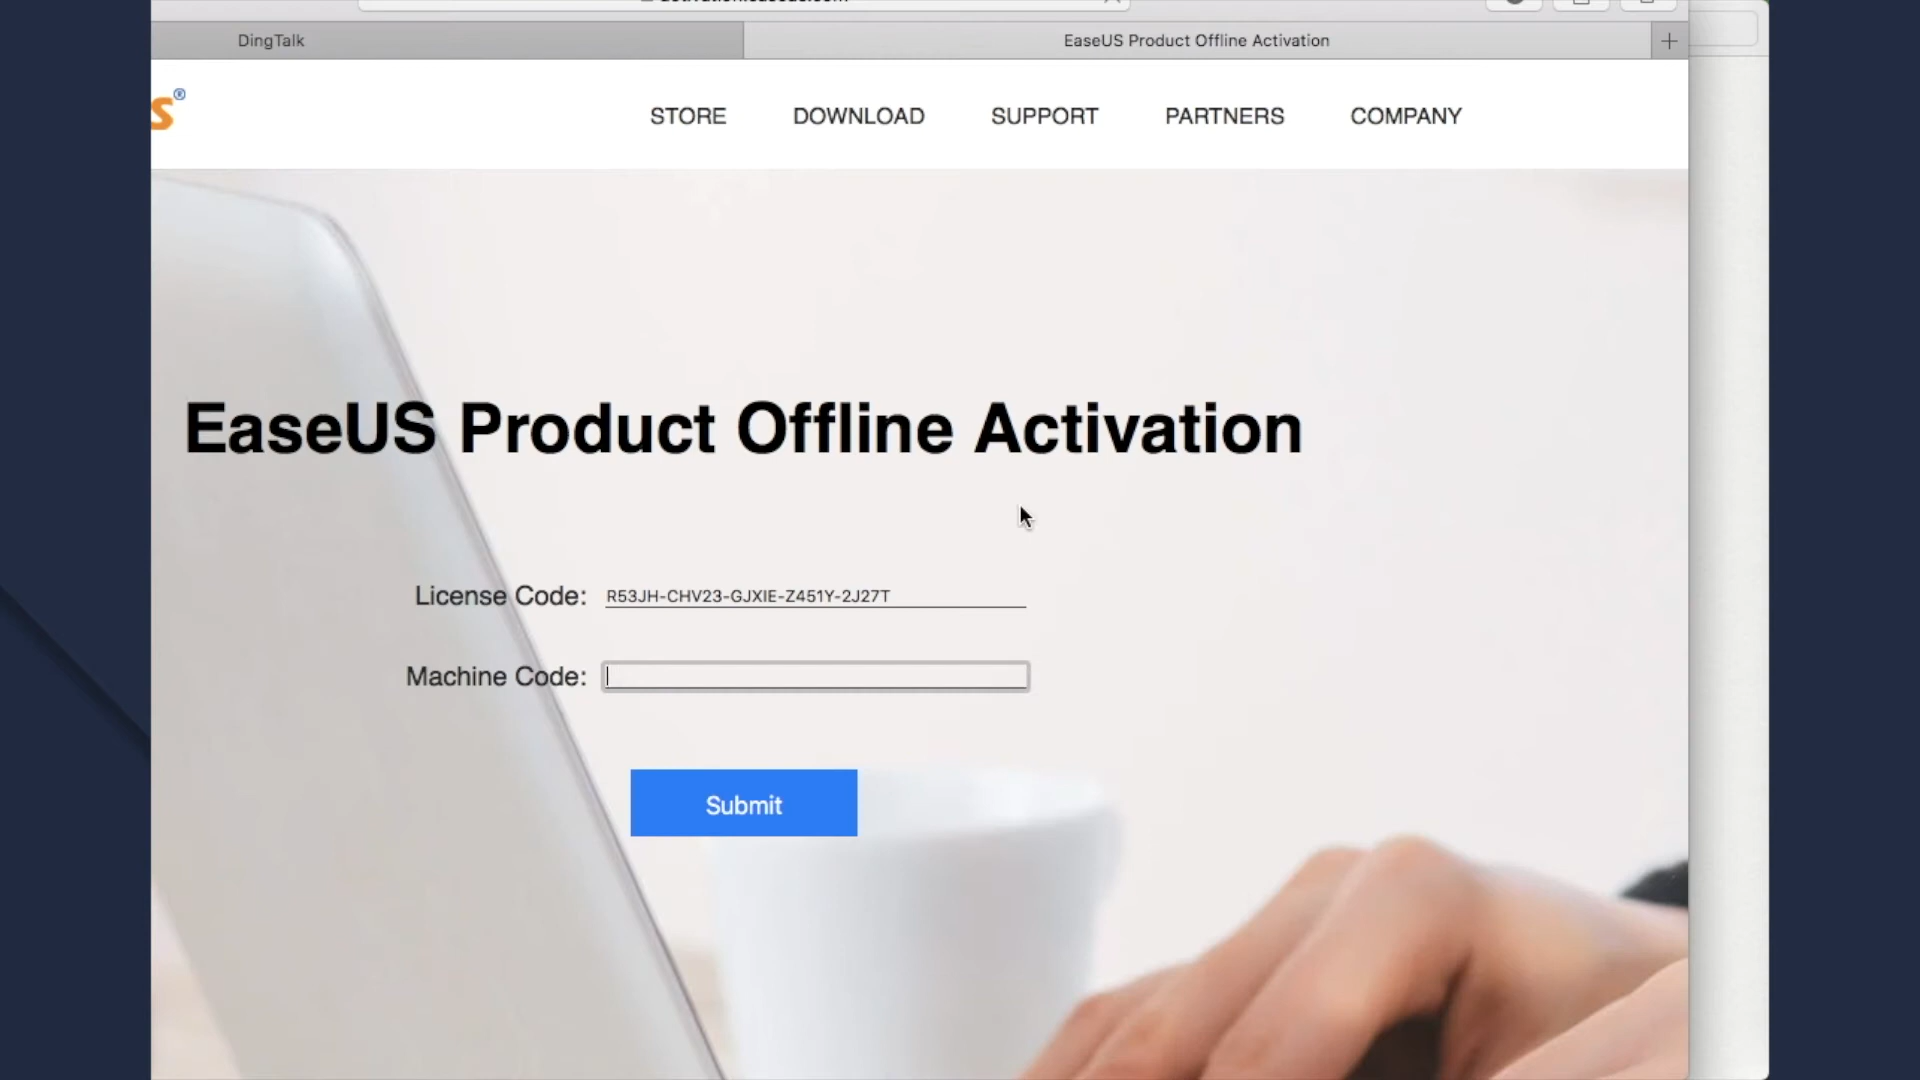 DingTalk
EaseUS Product Offline Activation
S®
STORE DOWNLOAD SUPPORT PARTNERS COMPANY
EaseUS Product Offline Activation
License Code: R53JH-CHV23-GJXIE-Z451Y-2J27T
Machine Code:
Submit